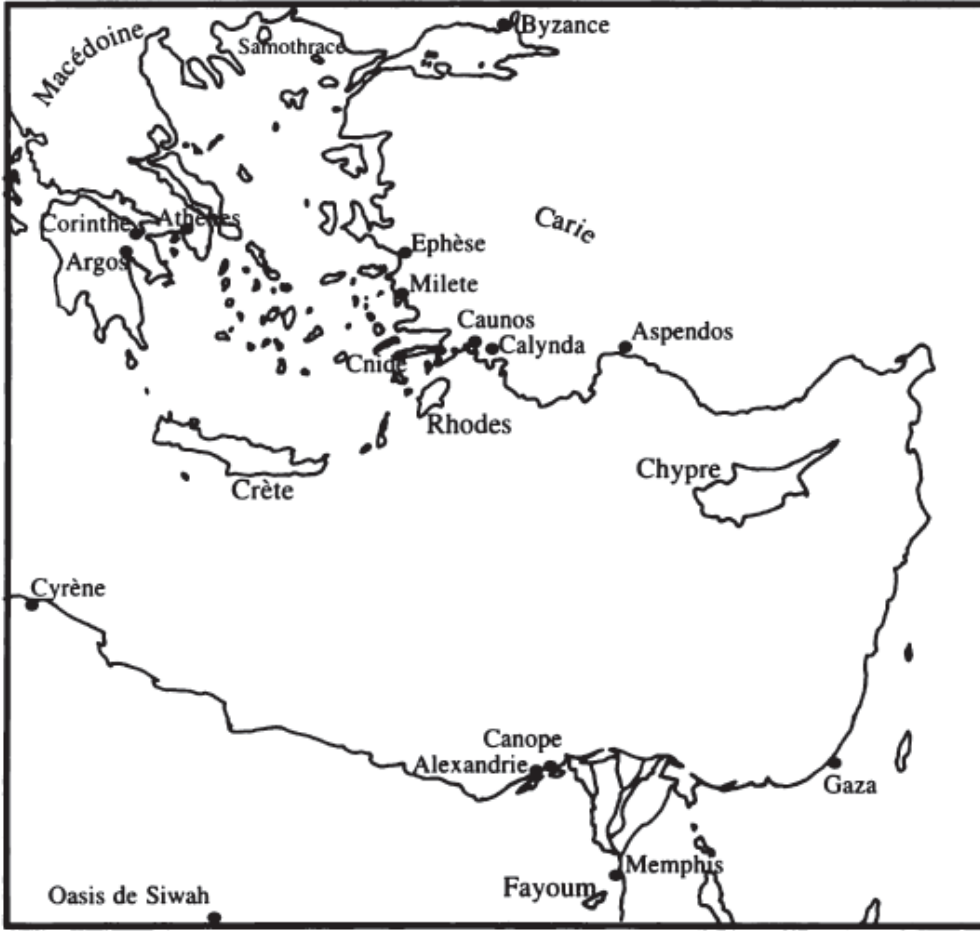 Byzance
Samothrace
Macédoine
Carie
Corinthe
Athènes
Ephèse
Argos
Milete
Caunos
Aspendos
Calynda
Cnide
Rhodes
Chypre
Crète
Cyrène
Canope
Alexandrie
Gaza
Memphis
Fayoum
Oasis de Siwah